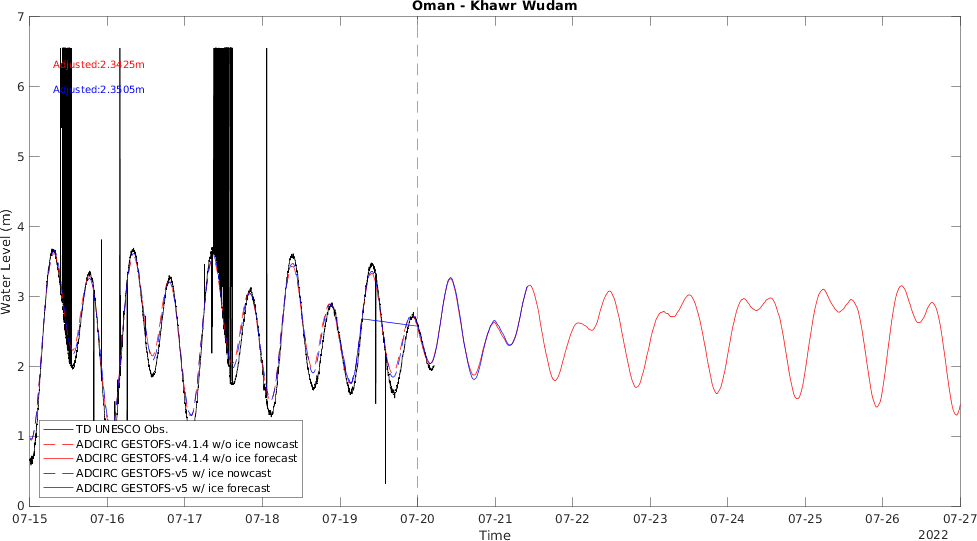 Oman - Khawr Wudam
7
6
5
4
3
2
1
0
Water Level (m)
Adjusted:2.3425m
Adjusted:2.3505m
TD UNESCO Obs.
ADCIRC GESTOFS-v4.1.4 w/o ice nowcast
ADCIRC GESTOFS-v4.1.4 w/o ice forecast
ADCIRC GESTOFS-v5 w/ ice nowcast
ADCIRC GESTOFS-v5 w/ ice forecast
07-15 07-16 07-17 07-18 07-19 07-20 07-21 07-22 07-23 07-24 07-25 07-26 07-27
Time
2022